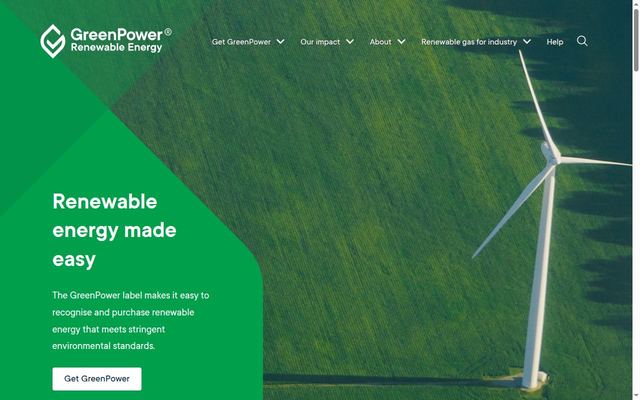 GreenPower®
Renewable Energy
Get GreenPower
Our impact
About
Renewable gas for industry
Help
Renewable
energy made
easy
The GreenPower label makes it easy to
recognise and purchase renewable
energy that meets stringent
environmental standards.
Get GreenPower